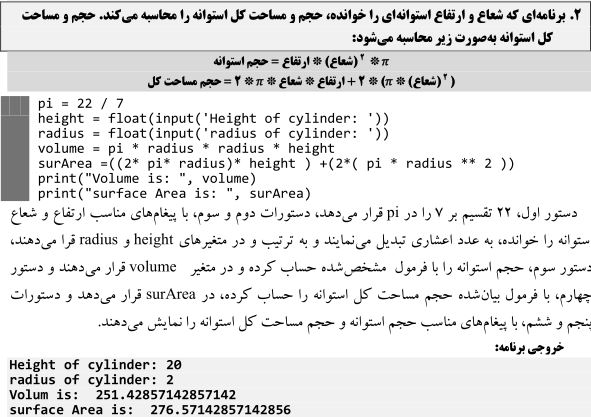 ۲. برنامه‌ای که شعاع و ارتفاع استوانه‌ای را خوانده، حجم و مساحت کل استوانه را محاسبه می‌کند. حجم و مساحت
کل استوانه به‌صورت زیر محاسبه می‌شود:
π * ۲(شعاع) * ارتفاع = حجم استوانه
( ۲(شعاع) * π) * ۲ + ارتفاع * شعاع * π * ۲ = حجم مساحت کل
pi = 22 / 7
height = float(input('Height of cylinder: '))
radius = float(input('radius of cylinder: '))
volume = pi * radius * radius * height
surArea =((2* pi* radius)* height ) +(2*( pi * radius ** 2 ))
print("Volume is: ", volume)
print("surface Area is: ", surArea)
دستور اول، ۲۲ تقسیم بر ۷ را در pi قرار می‌دهد، دستورات دوم و سوم، با پیغام‌های مناسب ارتفاع و شعاع
ستوانه را خوانده، به عدد اعشاری تبدیل می‌نمایند و به ترتیب و در متغیرهای height و radius قرا می‌دهند،
دستور سوم، حجم استوانه را با فرمول مشخص‌شده حساب کرده و در متغیر volume قرار می‌دهند و دستور
چهارم، با فرمول بیان‌شده حجم مساحت کل استوانه را حساب کرده، در surArea قرار می‌دهد و دستورات
پنجم و ششم، با پیغام‌های مناسب حجم استوانه و حجم مساحت کل استوانه را نمایش می‌دهند.
خروجی برنامه:
Height of cylinder: 20
radius of cylinder: 2
Volum is: 251.42857142857142
surface Area is: 276.57142857142856